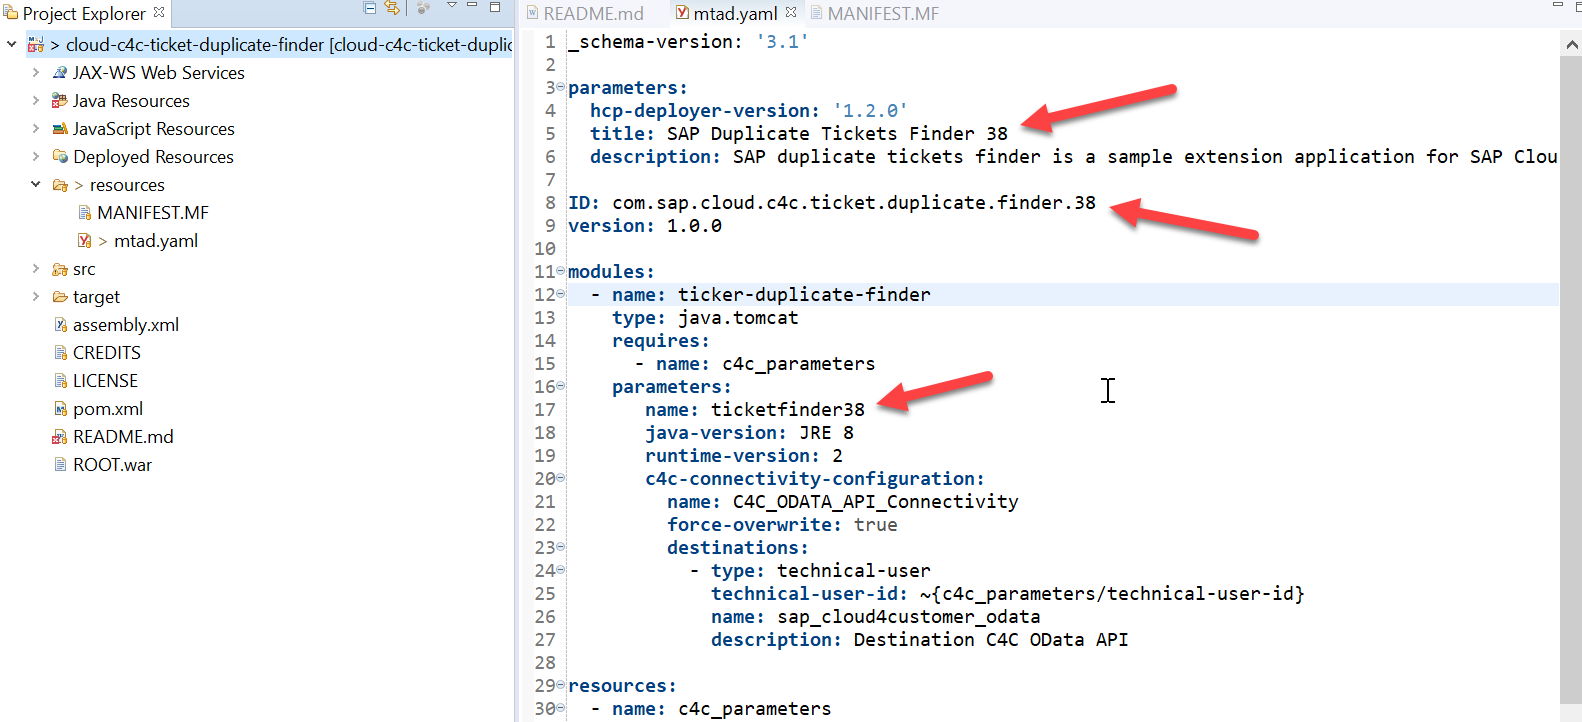 Project Explorer
> cloud-c4c-ticket-duplicate-finder [cloud-c4c-ticket-duplic
JAX-WS Web Services
Java Resources
JavaScript Resources
Deployed Resources
> resources
MANIFEST.MF
> mtad.yaml
src
target
assembly.xml
CREDITS
LICENSE
pom.xml
README.md
ROOT.war
README.md mtad.yaml MANIFEST.MF
1 _schema-version: '3.1'
2
3 parameters:
4 hcp-deployer-version: '1.2.0'
5 title: SAP Duplicate Tickets Finder 38
6 description: SAP duplicate tickets finder is a sample extension application for SAP Clou
7
8 ID: com.sap.cloud.c4c.ticket.duplicate.finder.38
9 version: 1.0.0
10
11 modules:
12 - name: ticker-duplicate-finder
13 type: java.tomcat
14 requires:
15 - name: c4c_parameters
16 parameters:
17 name: ticketfinder38
18 java-version: JRE 8
19 runtime-version: 2
20 c4c-connectivity-configuration:
21 name: C4C_ODATA_API_Connectivity
22 force-overwrite: true
23 destinations:
24 - type: technical-user
25 technical-user-id: ~{c4c_parameters/technical-user-id}
26 name: sap_cloud4customer_odata
27 description: Destination C4C OData API
28
29 resources:
30 - name: c4c_parameters